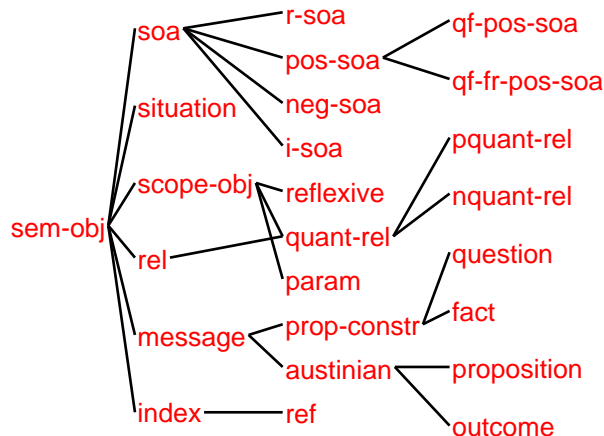 sem-obj
soa
situation
scope-obj
rel
message
index
r-soa
pos-soa
neg-soa
i-soa
reflexive
quant-rel
param
prop-constr
austinian
ref
qf-pos-soa
qf-fr-pos-soa
pquant-rel
nquant-rel
question
fact
proposition
outcome